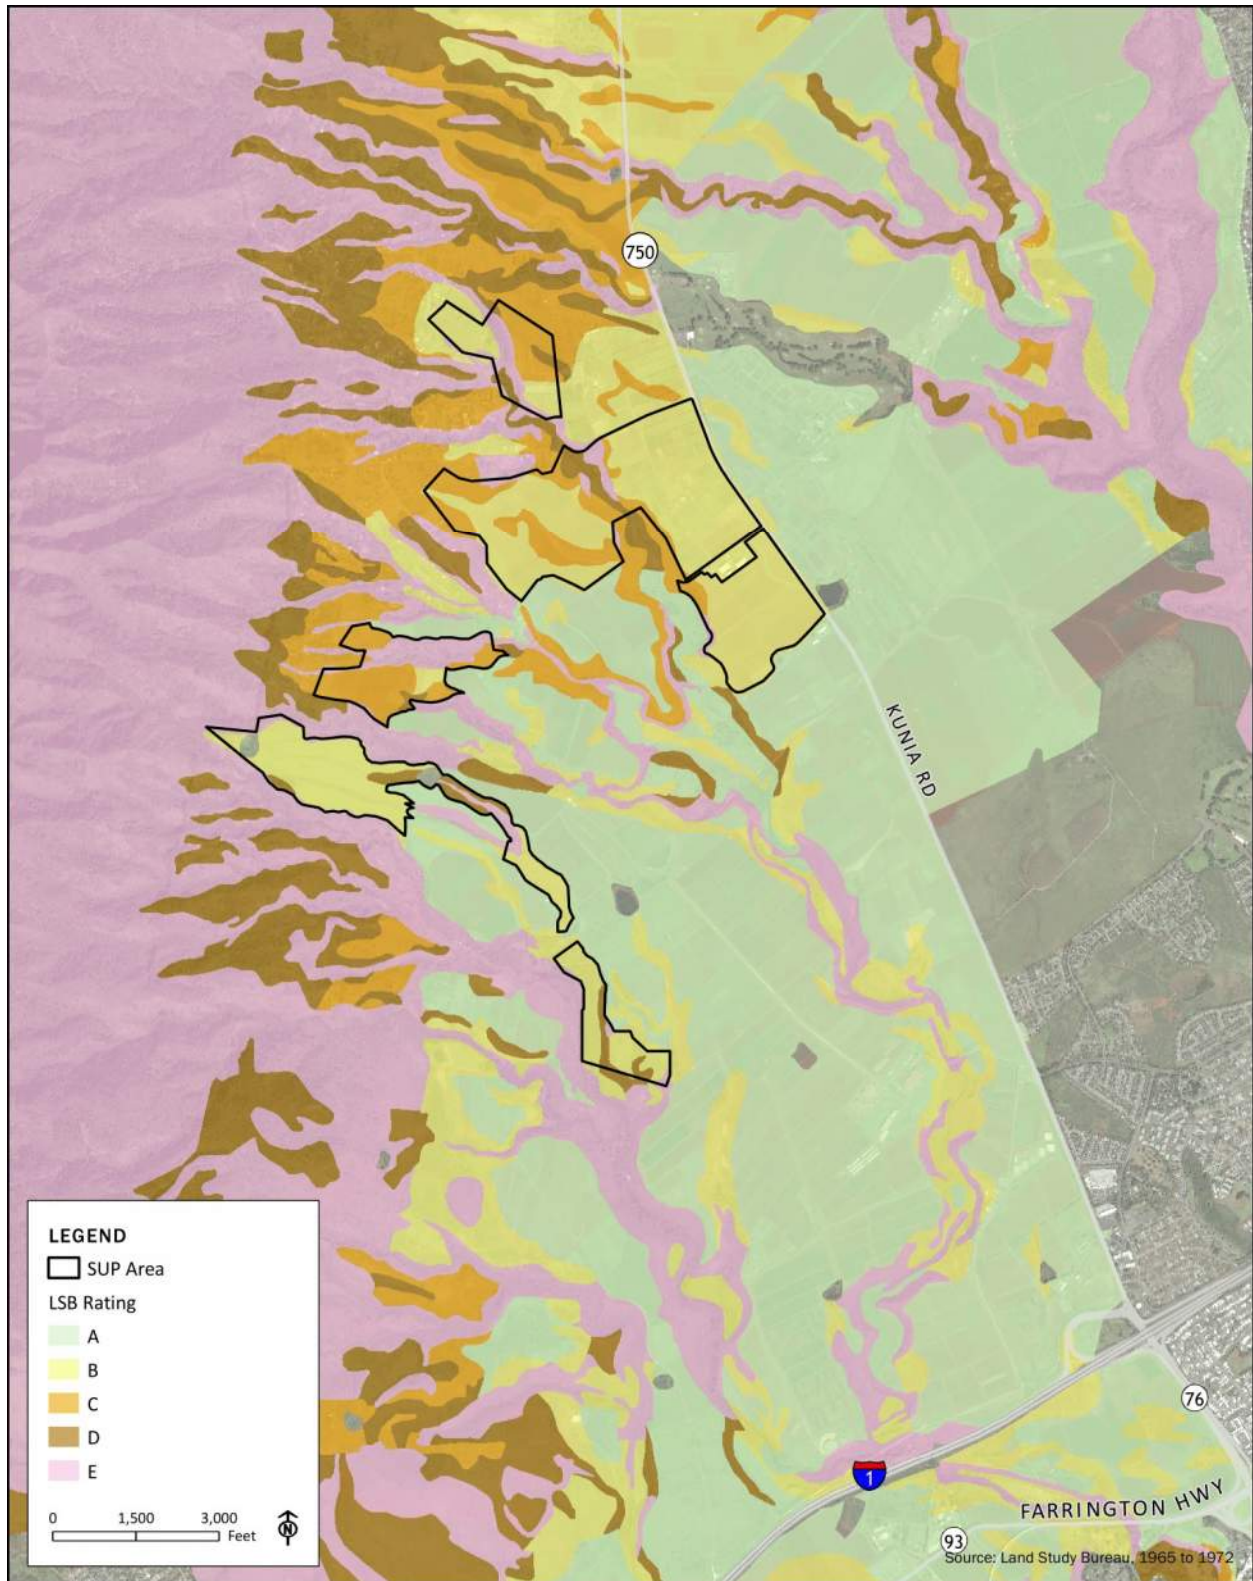 750
KUNIA RD
LEGEND
SUP Area
LSB Rating
A
B
C
D
E
0 1,500 3,000
Feet
N
76
1
FARRINGTON HWY
93
Source: Land Study Bureau, 1965 to 1972